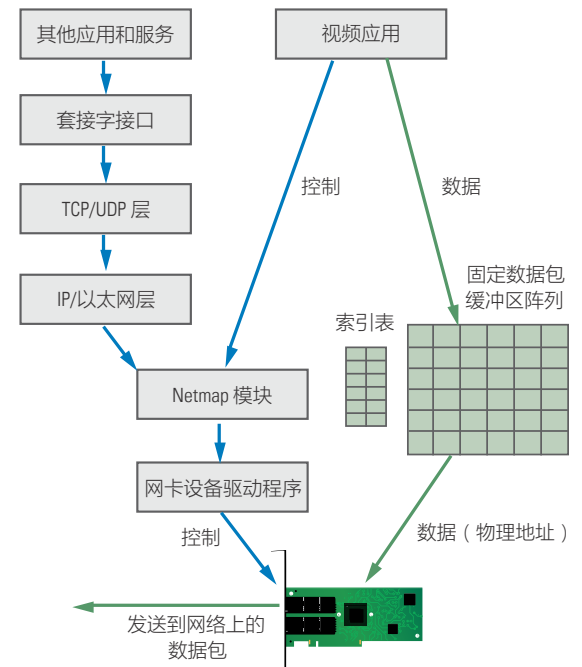 其他应用和服务
视频应用
套接字接口
控制
数据
TCP/UDP 层
固定数据包
缓冲区阵列
IP/以太网层
索引表
Netmap 模块
网卡设备驱动程序
控制
数据（物理地址）
发送到网络上的
数据包